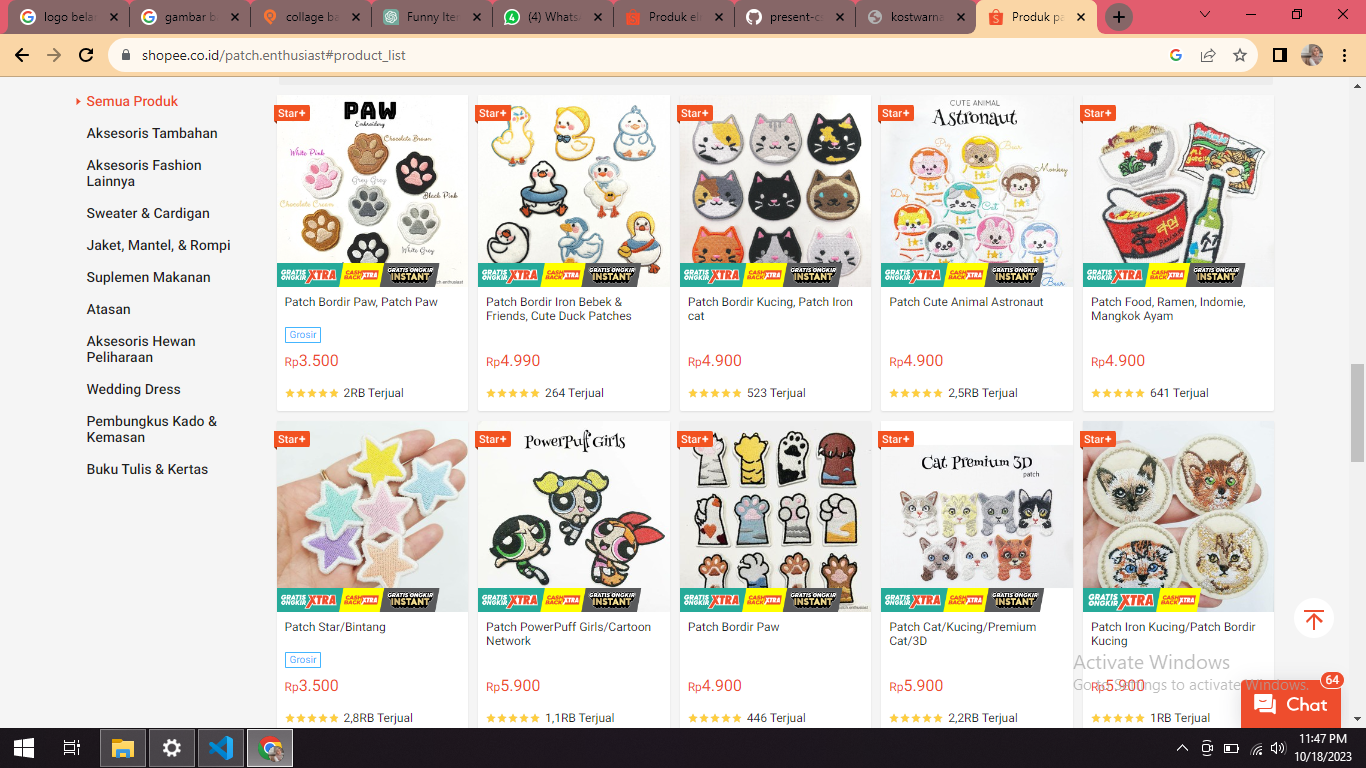 logo bela
gambar b
collage ba
Funny Iter
(4) Whats
Produk el
present-c
kostwarna
Produk pa
shopee.co.id/patch.enthusiast#product_list
Semua Produk
Aksesoris Tambahan
Aksesoris Fashion
Lainnya
Sweater & Cardigan
Jaket, Mantel, & Rompi
Suplemen Makanan
Atasan
Aksesoris Hewan
Peliharaan
Wedding Dress
Pembungkus Kado &
Kemasan
Buku Tulis & Kertas
Star+
PAW
Embroidery
Chocolate Brown
White Pink
Grey Grey
Black Pink
Chocolate Cream
White Grey
GRATIS ONGKIR XTRA CASH BACK XTRA GRATIS ONGKIR INSTANT
Patch Bordir Paw, Patch Paw
Grosir
Rp3.500
2RB Terjual
Star+
GRATIS ONGKIR XTRA CASH BACK XTRA GRATIS ONGKIR INSTANT
Patch Bordir Iron Bebek &
Friends, Cute Duck Patches
Rp4.990
264 Terjual
Star+
GRATIS ONGKIR XTRA CASH BACK XTRA GRATIS ONGKIR INSTANT
Patch Bordir Kucing, Patch Iron
cat
Rp4.900
523 Terjual
Star+
CUTE ANIMAL
Astronaut
Pig
Bear
Monkey
Dog
Cat
Bear
GRATIS ONGKIR XTRA CASH BACK XTRA GRATIS ONGKIR INSTANT
Patch Cute Animal Astronaut
Rp4.900
2,5RB Terjual
Star+
辛
GRATIS ONGKIR XTRA CASH BACK XTRA GRATIS ONGKIR INSTANT
Patch Food, Ramen, Indomie,
Mangkok Ayam
Rp4.900
641 Terjual
Star+
GRATIS ONGKIR XTRA CASH BACK XTRA GRATIS ONGKIR INSTANT
Patch Star/Bintang
Grosir
Rp3.500
2,8RB Terjual
Star+
PowerPuff Girls
GRATIS ONGKIR XTRA CASH BACK XTRA GRATIS ONGKIR INSTANT
Patch PowerPuff Girls/Cartoon
Network
Rp5.900
1,1RB Terjual
Star+
GRATIS ONGKIR XTRA CASH BACK XTRA GRATIS ONGKIR INSTANT
Patch Bordir Paw
Rp4.900
446 Terjual
Star+
Cat Premium 3D
patch
GRATIS ONGKIR XTRA CASH BACK XTRA GRATIS ONGKIR INSTANT
Patch Cat/Kucing/Premium
Cat/3D
Rp5.900
2,2RB Terjual
Star+
GRATIS ONGKIR XTRA CASH BACK XTRA
Patch Iron Kucing/Patch Bordir
Kucing
Rp5.900
1RB Terjual
Activate Windows
Go to Settings to activate Windows.
64
Chat
11:47 PM
10/18/2023